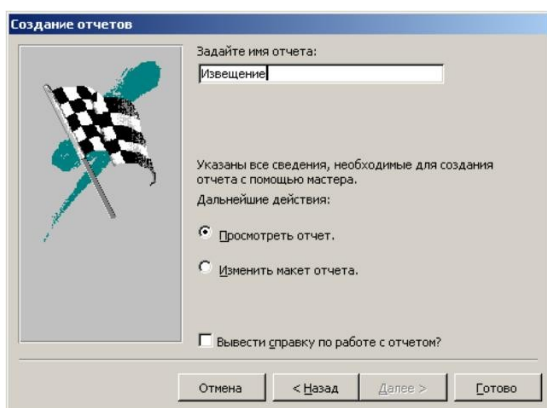 Создание отчетов
Задайте имя отчета:
Извещение
Указаны все сведения, необходимые для создания
отчета с помощью мастера.
Дальнейшие действия:
Просмотреть отчет.
Изменить макет отчета.
Вывести справку по работе с отчетом?
Отмена
< Назад
Далее >
Готово